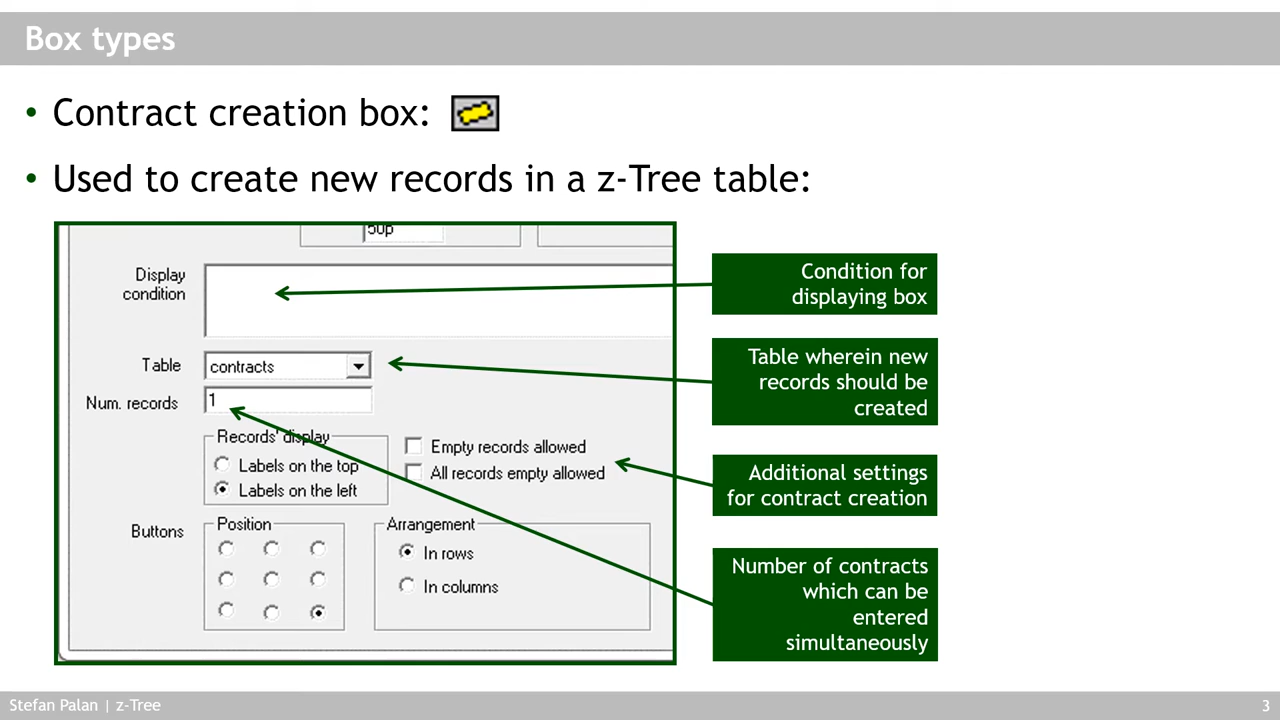 Box types
• Contract creation box:
• Used to create new records in a z-Tree table:
50p
Display
condition
Table
contracts
Num. records
1
Records' display
Labels on the top
Labels on the left
Empty records allowed
All records empty allowed
Buttons
Position
Arrangement
In rows
In columns
Condition for
displaying box
Table wherein new
records should be
created
Additional settings
for contract creation
Number of contracts
which can be
entered
simultaneously
Stefan Palan | z-Tree
3